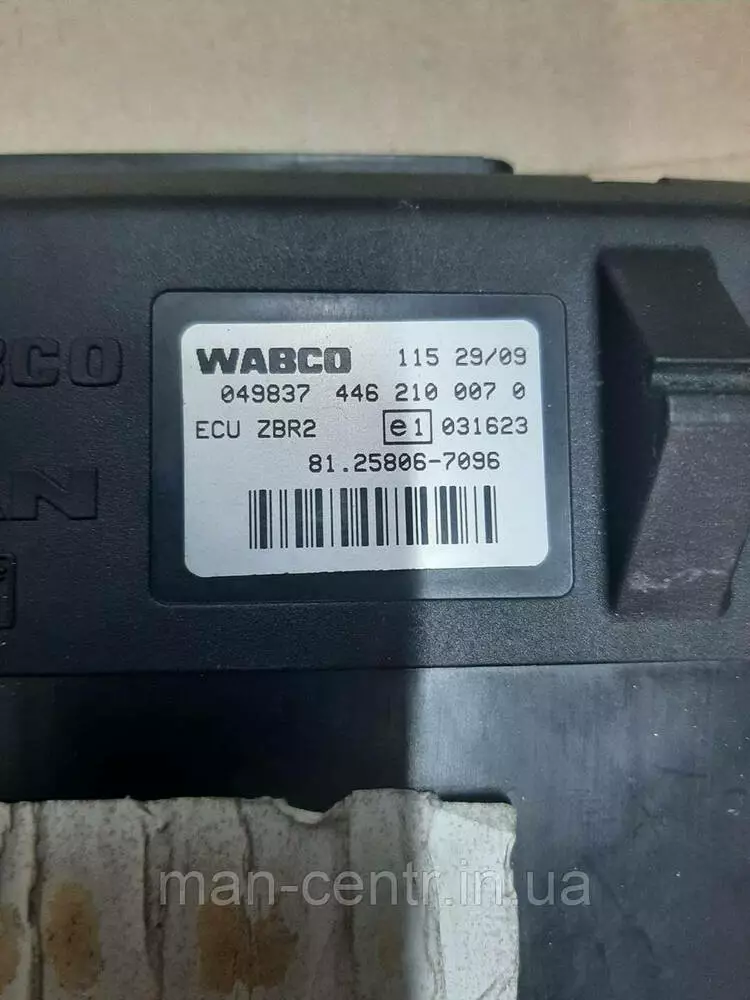 WABCO 115 29/09
049837 446 210 007 0
ECU ZBR2 e1 031623
81.25806-7096
man-centr.in.ua